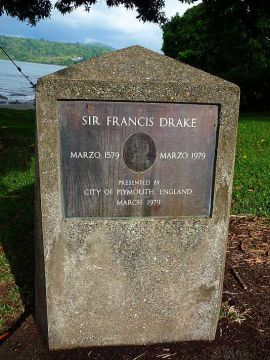 SIR FRANCIS DRAKE
MARZO 1579 MARZO 1979
PRESENTED BY
CITY OF PLYMOUTH, ENGLAND
MARCH 1979